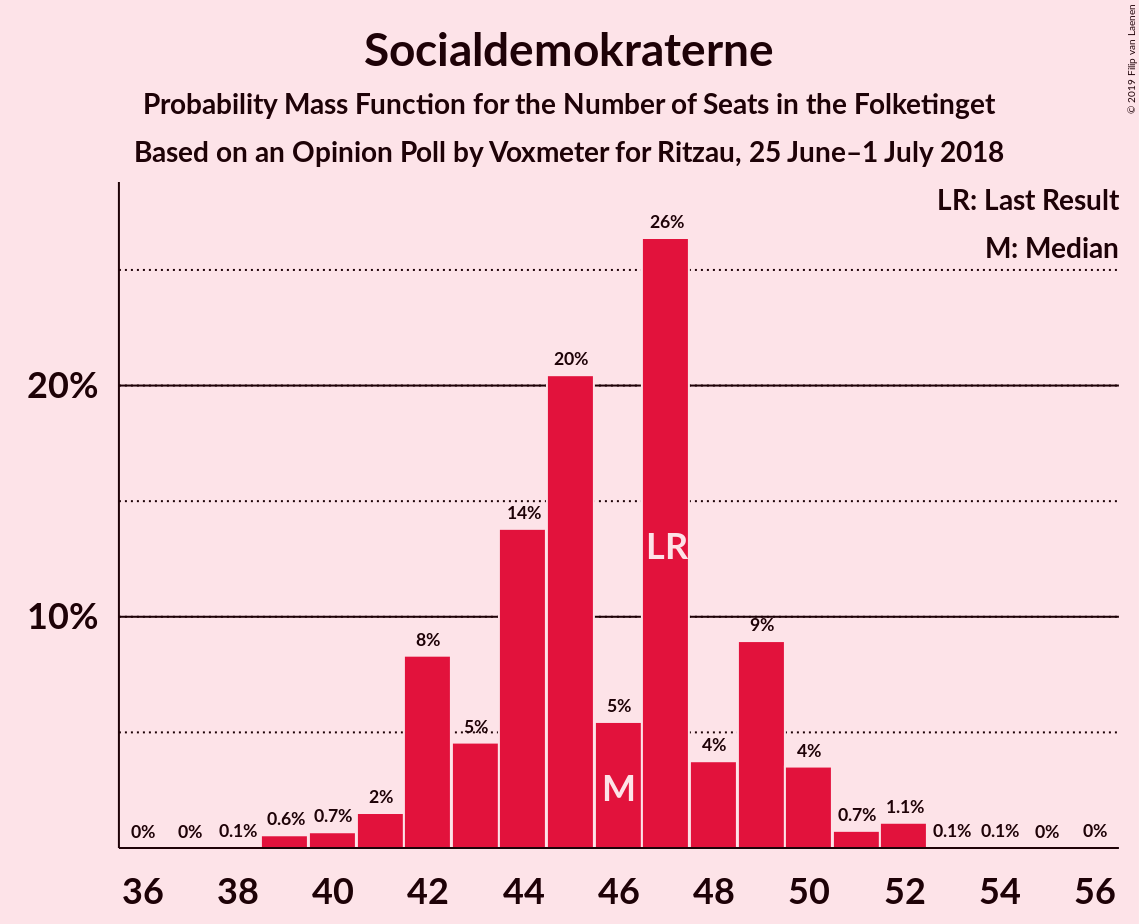 Socialdemokraterne
Probability Mass Function for the Number of Seats in the Folketinget
Based on an Opinion Poll by Voxmeter for Ritzau, 25 June–1 July 2018
© 2019 Filip van Laenen
LR: Last Result
M: Median
20%
10%
0%
0%
0.1%
0.6%
0.7%
2%
8%
5%
14%
20%
5%
26%
4%
9%
4%
0.7%
1.1%
0.1%
0.1%
0%
0%
LR
M
36 38 40 42 44 46 48 50 52 54 56